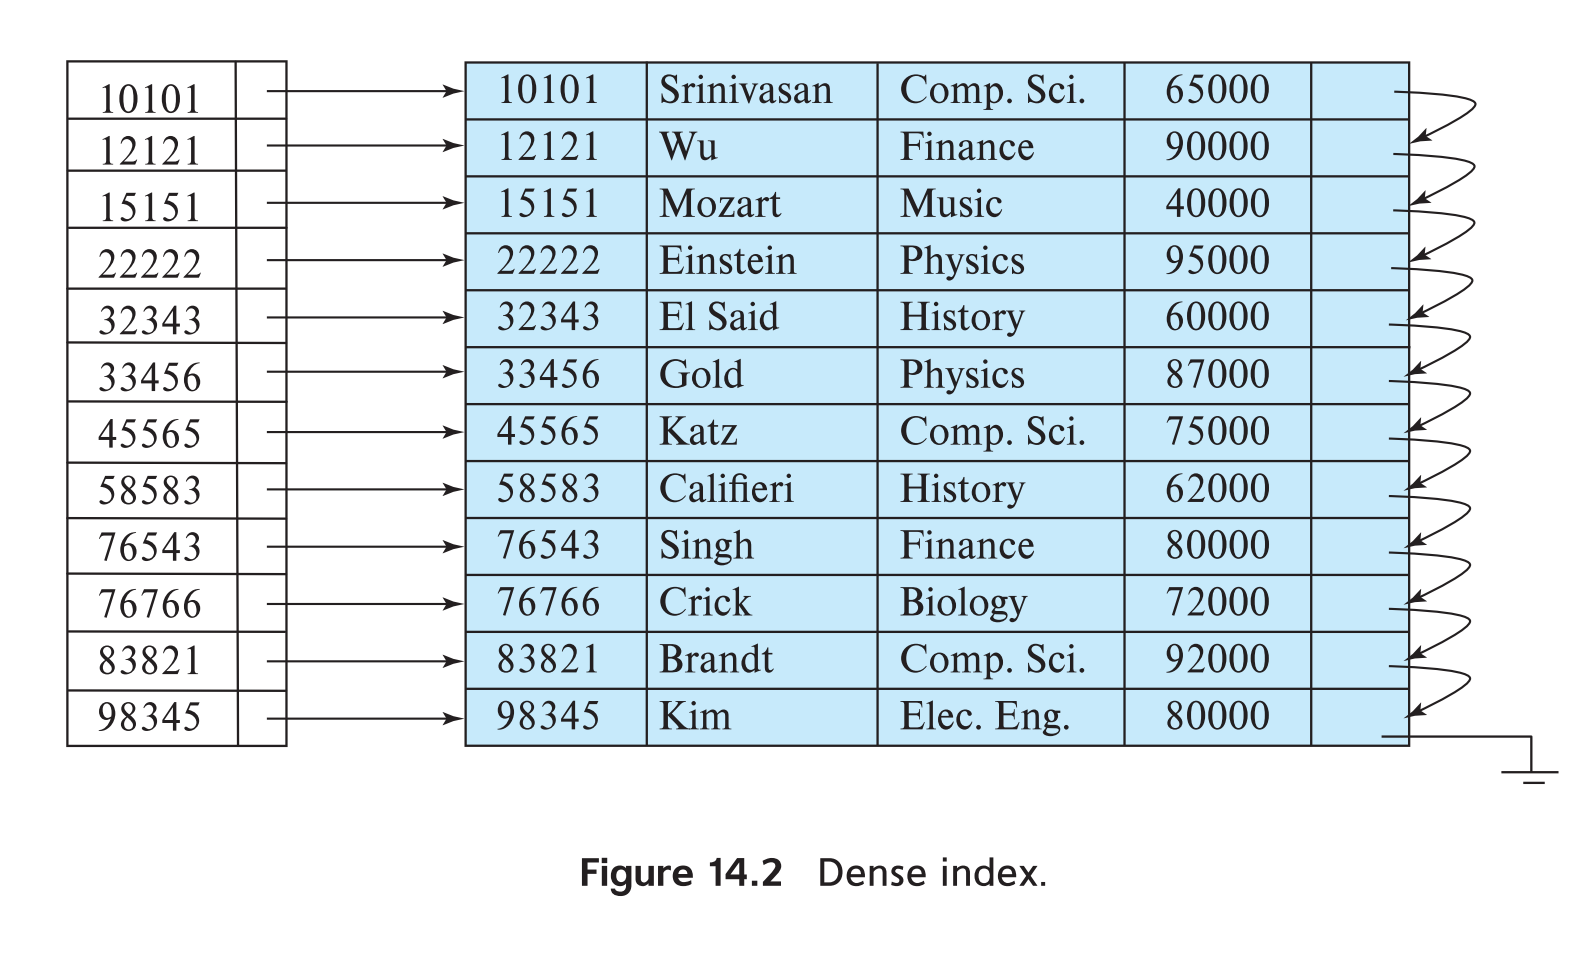 10101 10101 Srinivasan Comp. Sci. 65000
12121 12121 Wu Finance 90000
15151 15151 Mozart Music 40000
22222 22222 Einstein Physics 95000
32343 32343 El Said History 60000
33456 33456 Gold Physics 87000
45565 45565 Katz Comp. Sci. 75000
58583 58583 Califieri History 62000
76543 76543 Singh Finance 80000
76766 76766 Crick Biology 72000
83821 83821 Brandt Comp. Sci. 92000
98345 98345 Kim Elec. Eng. 80000
Figure 14.2 Dense index.